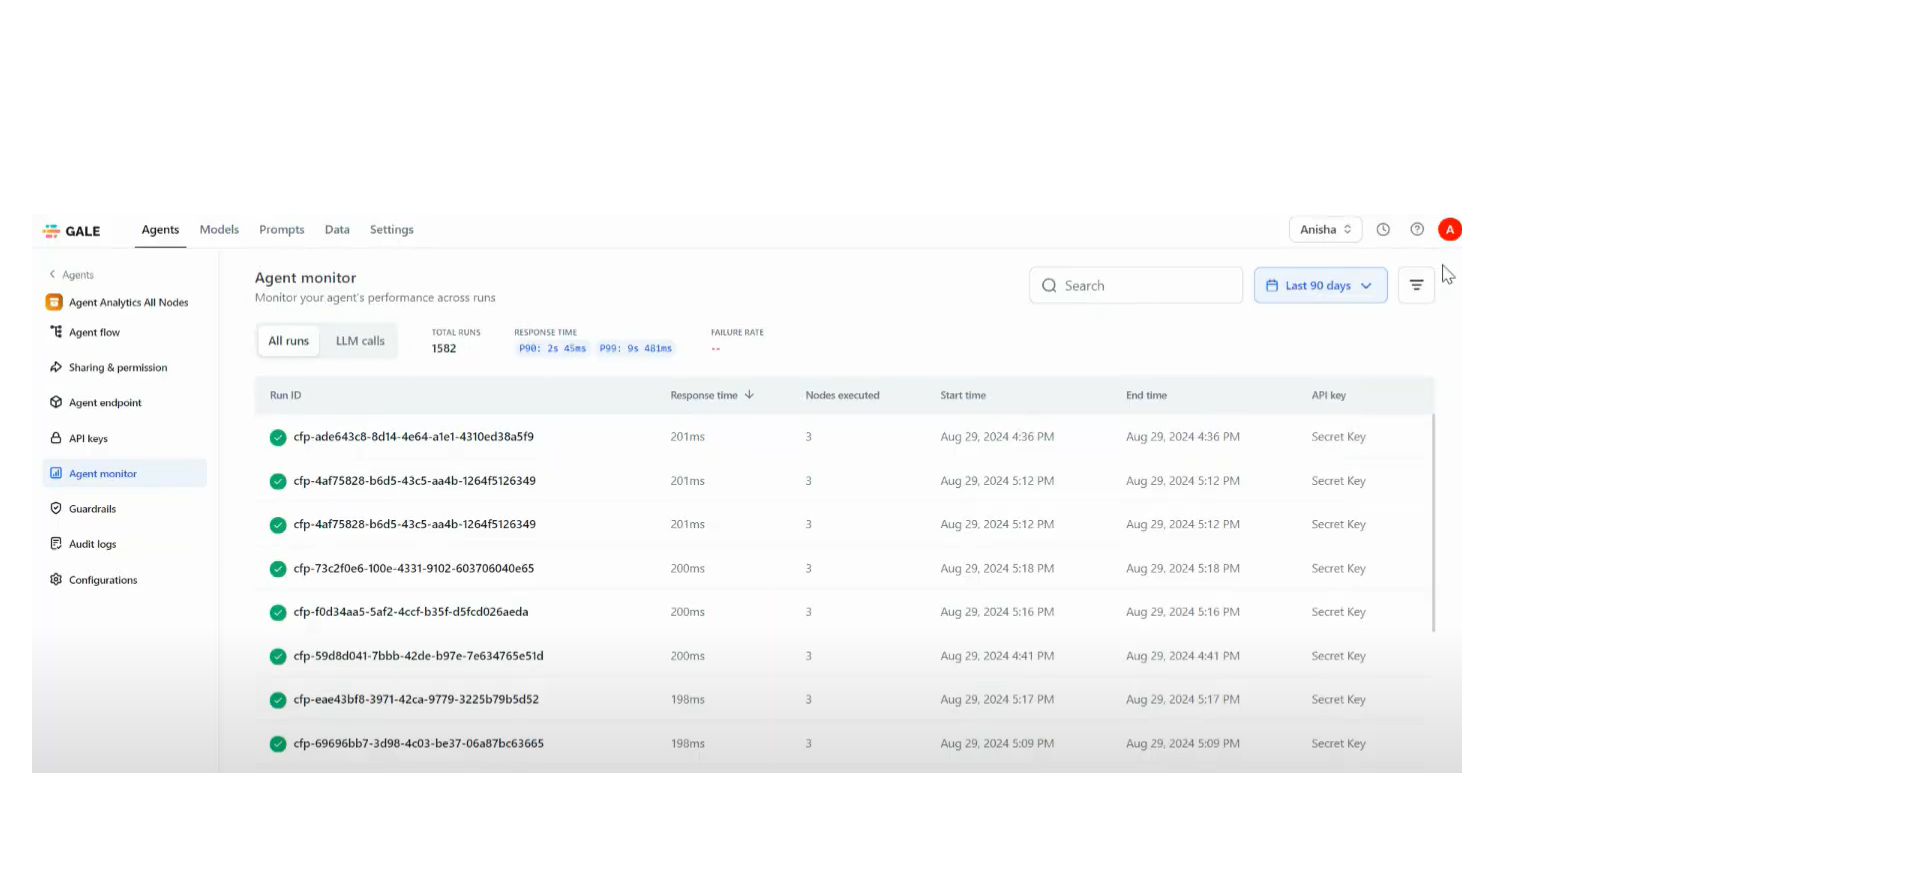 GALE Agents Models Prompts Data Settings Anisha A
Agents
Agent Analytics All Nodes
Agent flow
Sharing & permission
Agent endpoint
API keys
Agent monitor
Guardrails
Audit logs
Configurations
Agent monitor
Monitor your agent's performance across runs
Search
Last 90 days
All runs LLM calls
TOTAL RUNS
1582
RESPONSE TIME
P90: 2s 45ms P99: 9s 481ms
FAILURE RATE
--
Run ID Response time Nodes executed Start time End time API key
cfp-ade643c8-8d14-4e64-a1e1-4310ed38a5f9 201ms 3 Aug 29, 2024 4:36 PM Aug 29, 2024 4:36 PM Secret Key
cfp-4af75828-b6d5-43c5-aa4b-1264f5126349 201ms 3 Aug 29, 2024 5:12 PM Aug 29, 2024 5:12 PM Secret Key
cfp-4af75828-b6d5-43c5-aa4b-1264f5126349 201ms 3 Aug 29, 2024 5:12 PM Aug 29, 2024 5:12 PM Secret Key
cfp-73c2f0e6-100e-4331-9102-603706040e65 200ms 3 Aug 29, 2024 5:18 PM Aug 29, 2024 5:18 PM Secret Key
cfp-f0d34aa5-5af2-4ccf-b35f-d5fcd026aeda 200ms 3 Aug 29, 2024 5:16 PM Aug 29, 2024 5:16 PM Secret Key
cfp-59d8d041-7bbb-42de-b97e-7e634765e51d 200ms 3 Aug 29, 2024 4:41 PM Aug 29, 2024 4:41 PM Secret Key
cfp-eae43bf8-3971-42ca-9779-3225b79b5d52 198ms 3 Aug 29, 2024 5:17 PM Aug 29, 2024 5:17 PM Secret Key
cfp-69696bb7-3d98-4c03-be37-06a87bc63665 198ms 3 Aug 29, 2024 5:09 PM Aug 29, 2024 5:09 PM Secret Key